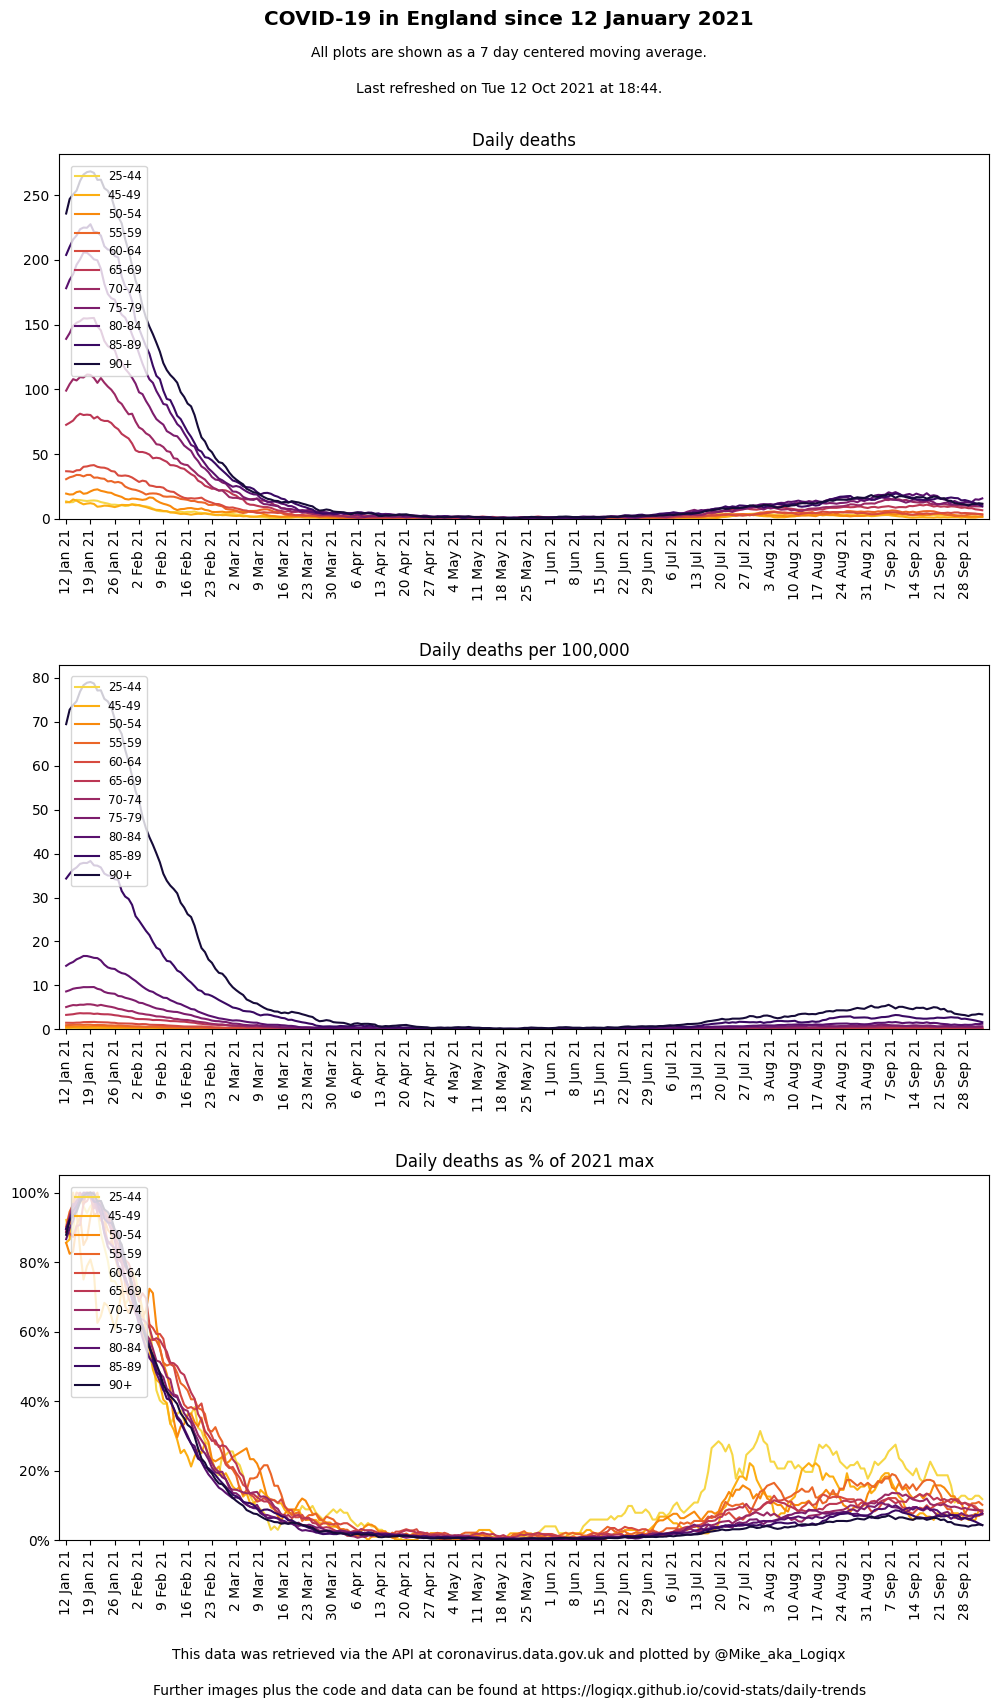 COVID-19 in England since 12 January 2021
All plots are shown as a 7 day centered moving average.
Last refreshed on Tue 12 Oct 2021 at 18:44.
Daily deaths
250
200
150
100
50
0
25-44
45-49
50-54
55-59
60-64
65-69
70-74
75-79
80-84
85-89
90+
12 Jan 21
19 Jan 21
26 Jan 21
2 Feb 21
9 Feb 21
16 Feb 21
23 Feb 21
2 Mar 21
9 Mar 21
16 Mar 21
23 Mar 21
30 Mar 21
6 Apr 21
13 Apr 21
20 Apr 21
27 Apr 21
4 May 21
11 May 21
18 May 21
25 May 21
1 Jun 21
8 Jun 21
15 Jun 21
22 Jun 21
29 Jun 21
6 Jul 21
13 Jul 21
20 Jul 21
27 Jul 21
3 Aug 21
10 Aug 21
17 Aug 21
24 Aug 21
31 Aug 21
7 Sep 21
14 Sep 21
21 Sep 21
28 Sep 21
Daily deaths per 100,000
80
70
60
50
40
30
20
10
0
25-44
45-49
50-54
55-59
60-64
65-69
70-74
75-79
80-84
85-89
90+
12 Jan 21
19 Jan 21
26 Jan 21
2 Feb 21
9 Feb 21
16 Feb 21
23 Feb 21
2 Mar 21
9 Mar 21
16 Mar 21
23 Mar 21
30 Mar 21
6 Apr 21
13 Apr 21
20 Apr 21
27 Apr 21
4 May 21
11 May 21
18 May 21
25 May 21
1 Jun 21
8 Jun 21
15 Jun 21
22 Jun 21
29 Jun 21
6 Jul 21
13 Jul 21
20 Jul 21
27 Jul 21
3 Aug 21
10 Aug 21
17 Aug 21
24 Aug 21
31 Aug 21
7 Sep 21
14 Sep 21
21 Sep 21
28 Sep 21
Daily deaths as % of 2021 max
100%
80%
60%
40%
20%
0%
25-44
45-49
50-54
55-59
60-64
65-69
70-74
75-79
80-84
85-89
90+
12 Jan 21
19 Jan 21
26 Jan 21
2 Feb 21
9 Feb 21
16 Feb 21
23 Feb 21
2 Mar 21
9 Mar 21
16 Mar 21
23 Mar 21
30 Mar 21
6 Apr 21
13 Apr 21
20 Apr 21
27 Apr 21
4 May 21
11 May 21
18 May 21
25 May 21
1 Jun 21
8 Jun 21
15 Jun 21
22 Jun 21
29 Jun 21
6 Jul 21
13 Jul 21
20 Jul 21
27 Jul 21
3 Aug 21
10 Aug 21
17 Aug 21
24 Aug 21
31 Aug 21
7 Sep 21
14 Sep 21
21 Sep 21
28 Sep 21
This data was retrieved via the API at coronavirus.data.gov.uk and plotted by @Mike_aka_Logiqx
Further images plus the code and data can be found at https://logiqx.github.io/covid-stats/daily-trends